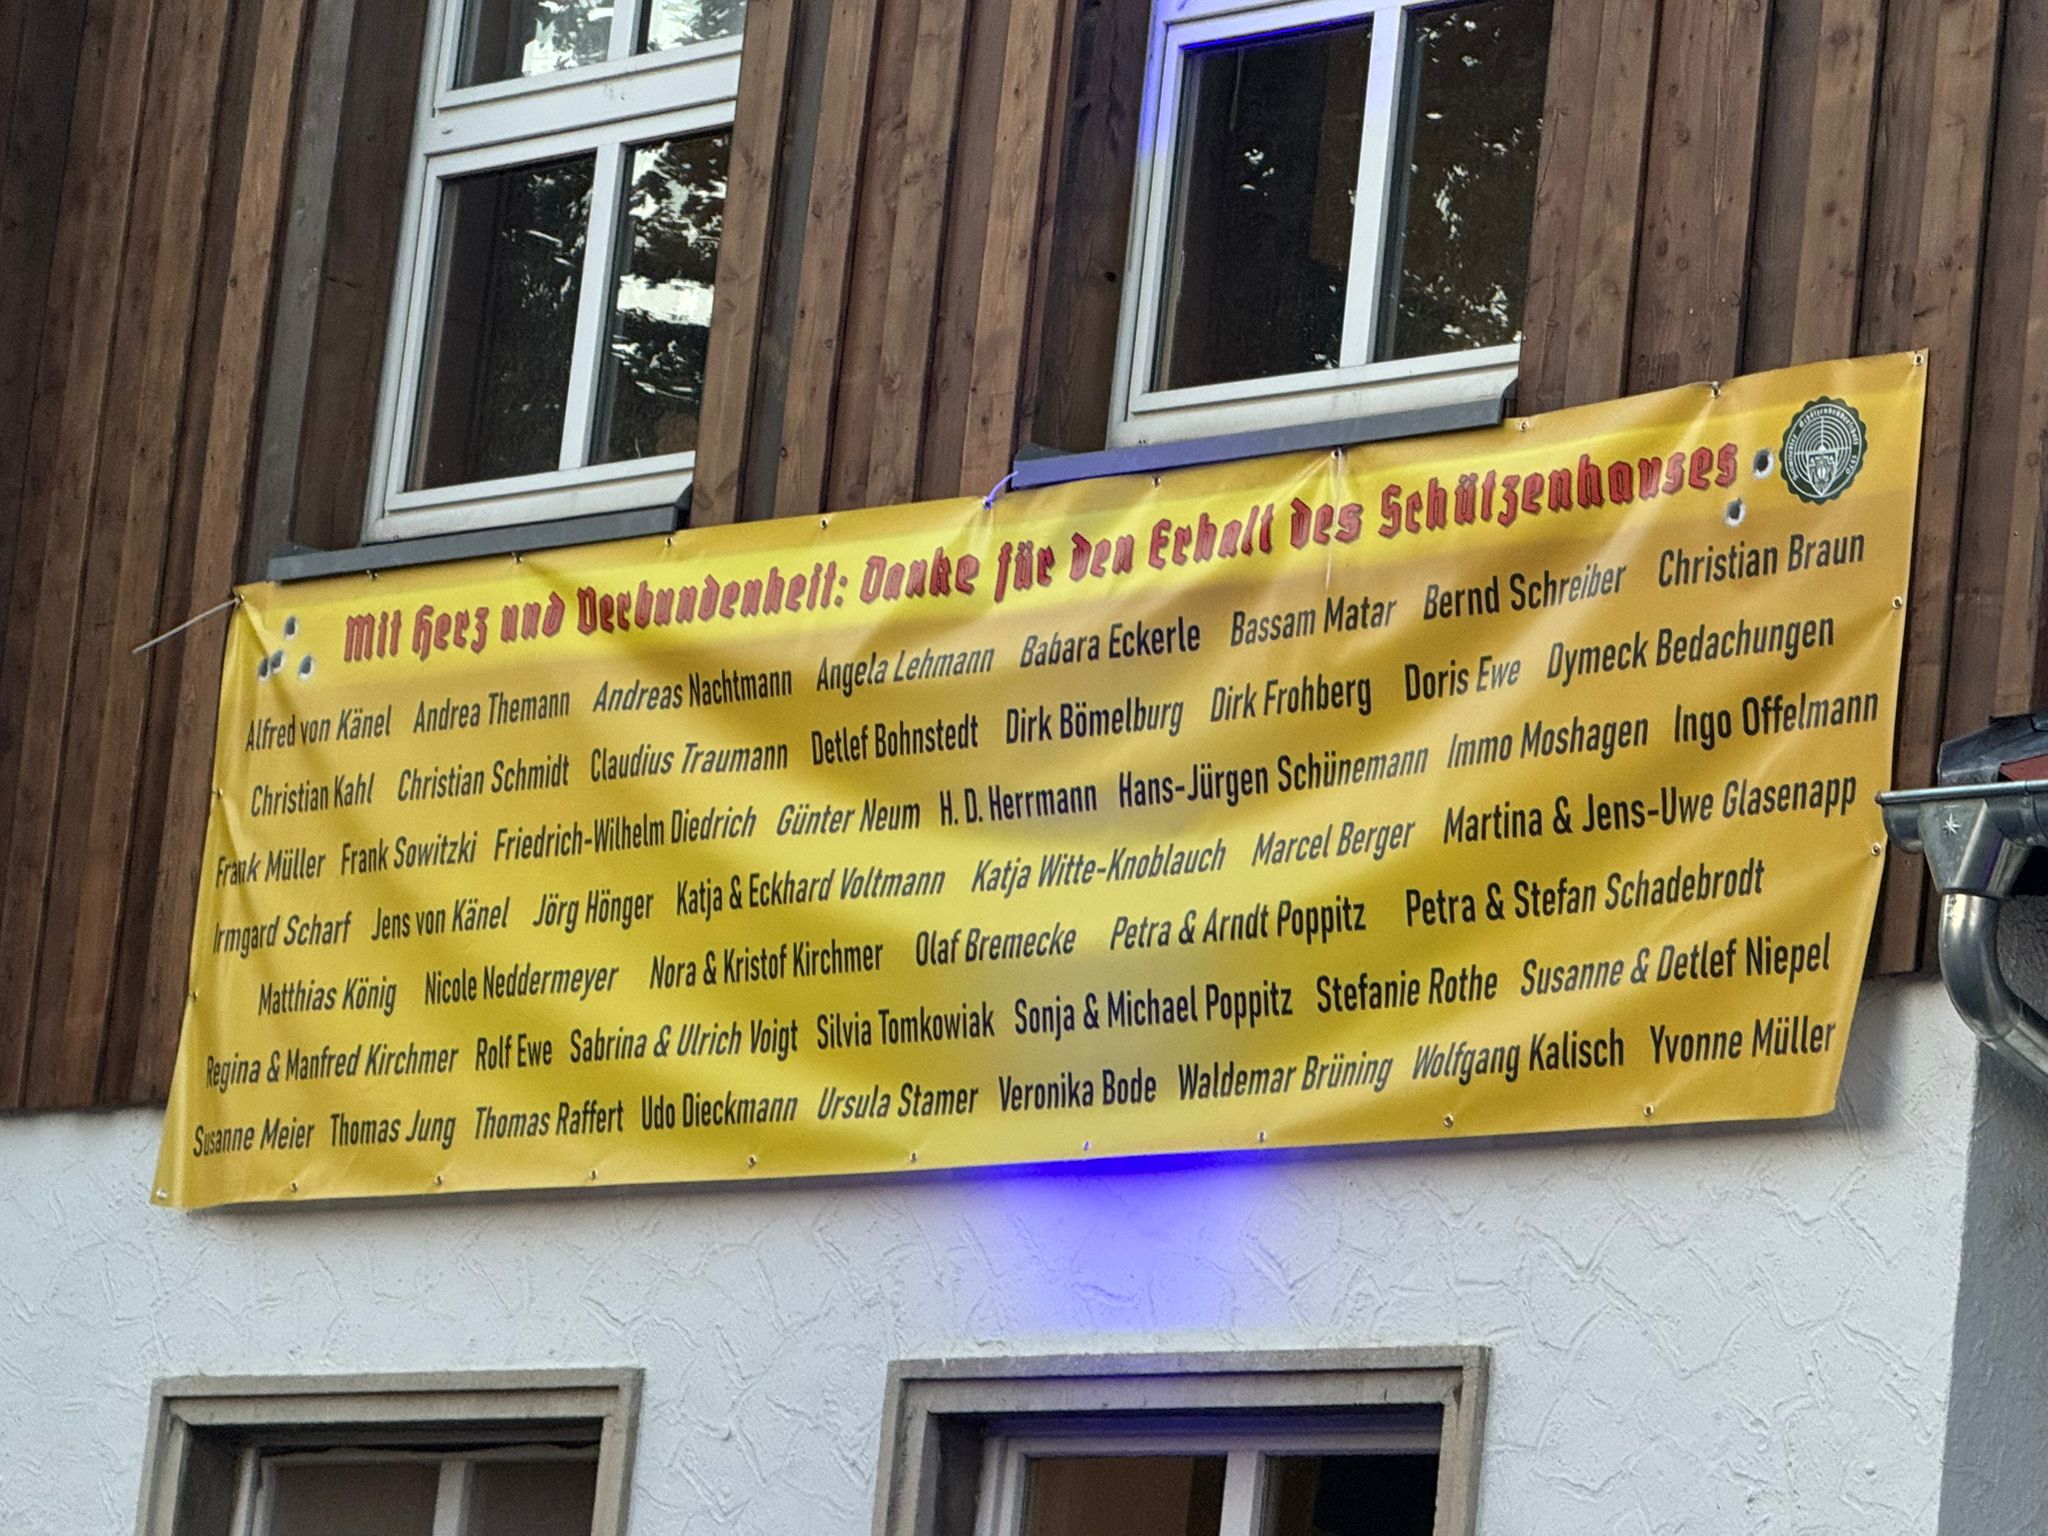 Mit Herz und Verbundenheit: Danke für den Erhalt des Schützenhauses
Alfred von Känel Andrea Themann Andreas Nachtmann Angela Lehmann Babara Eckerle Bassam Matar Bernd Schreiber Christian Braun
Christian Kahl Christian Schmidt Claudius Traumann Detlef Bohnstedt Dirk Bömelburg Dirk Frohberg Doris Ewe Dymeck Bedachungen
Frank Müller Frank Sowitzki Friedrich-Wilhelm Diedrich Günter Neum H. D. Herrmann Hans-Jürgen Schünemann Immo Moshagen Ingo Offelmann
Irmgard Scharf Jens von Känel Jörg Hönger Katja & Eckhard Voltmann Katja Witte-Knoblauch Marcel Berger Martina & Jens-Uwe Glasenapp
Matthias König Nicole Neddermeyer Nora & Kristof Kirchmer Olaf Bremecke Petra & Arndt Poppitz Petra & Stefan Schadebrodt
Regina & Manfred Kirchmer Rolf Ewe Sabrina & Ulrich Voigt Silvia Tomkowiak Sonja & Michael Poppitz Stefanie Rothe Susanne & Detlef Niepel
Susanne Meier Thomas Jung Thomas Raffert Udo Dieckmann Ursula Stamer Veronika Bode Waldemar Brüning Wolfgang Kalisch Yvonne Müller